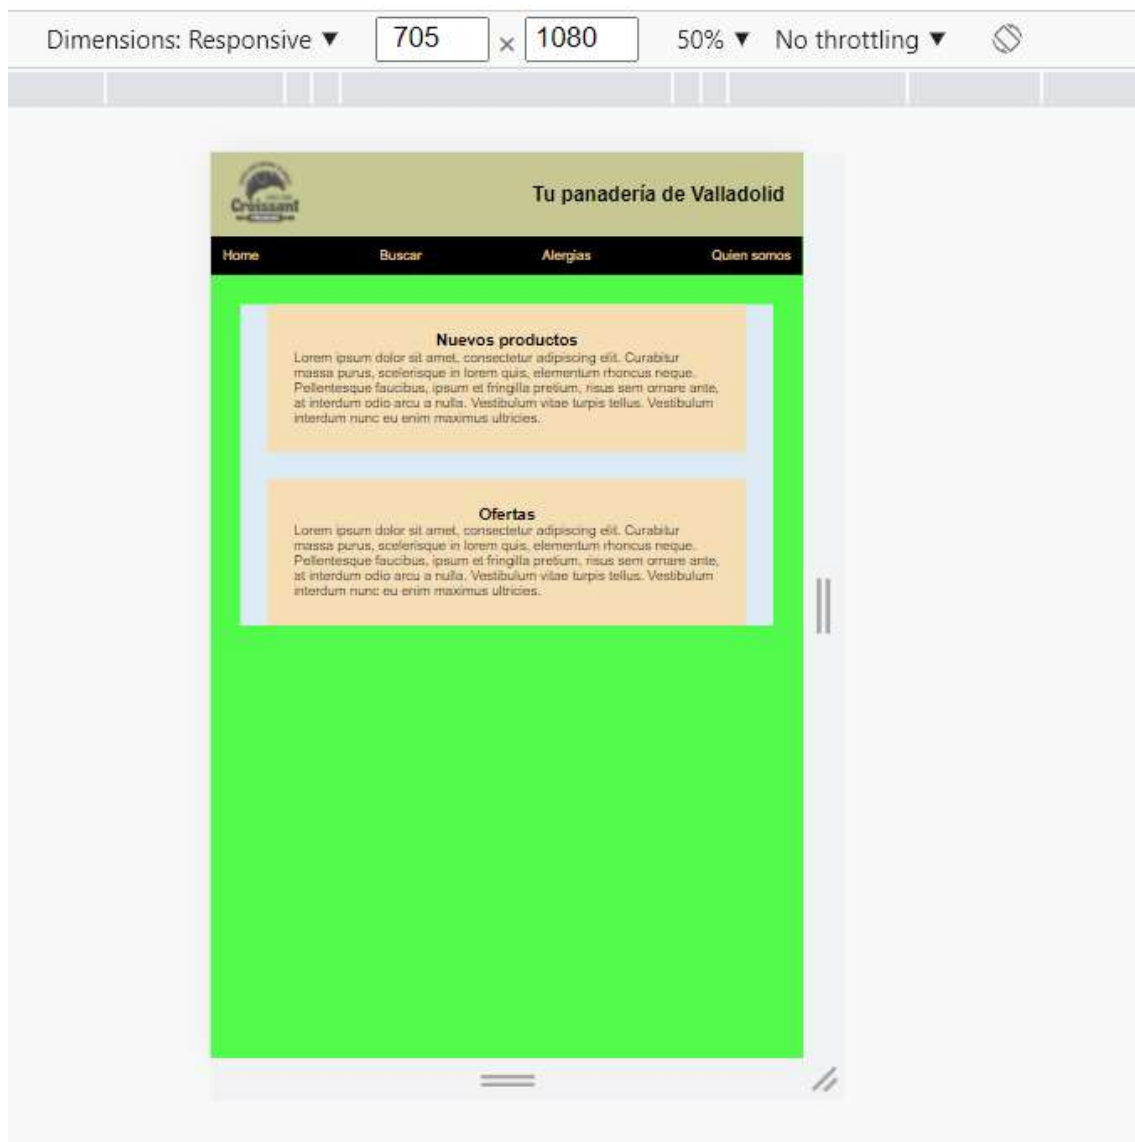 Dimensions: Responsive ▼ 705 × 1080 50% ▼ No throttling ▼
Croissant
Tu panadería de Valladolid
Home Buscar Alergias Quien somos
Nuevos productos
Lorem ipsum dolor sit amet, consectetur adipiscing elit. Curabitur
massa purus, scelerisque in lorem quis, elementum rhoncus neque.
Pellentesque faucibus, ipsum et fringilla pretium, risus sem ornare ante,
at interdum odio arcu a nulla. Vestibulum vitae turpis tellus. Vestibulum
interdum nunc eu enim maximus ultricies.
Ofertas
Lorem ipsum dolor sit amet, consectetur adipiscing elit. Curabitur
massa purus, scelerisque in lorem quis, elementum rhoncus neque.
Pellentesque faucibus, ipsum et fringilla pretium, risus sem ornare ante,
at interdum odio arcu a nulla. Vestibulum vitae turpis tellus. Vestibulum
interdum nunc eu enim maximus ultricies.